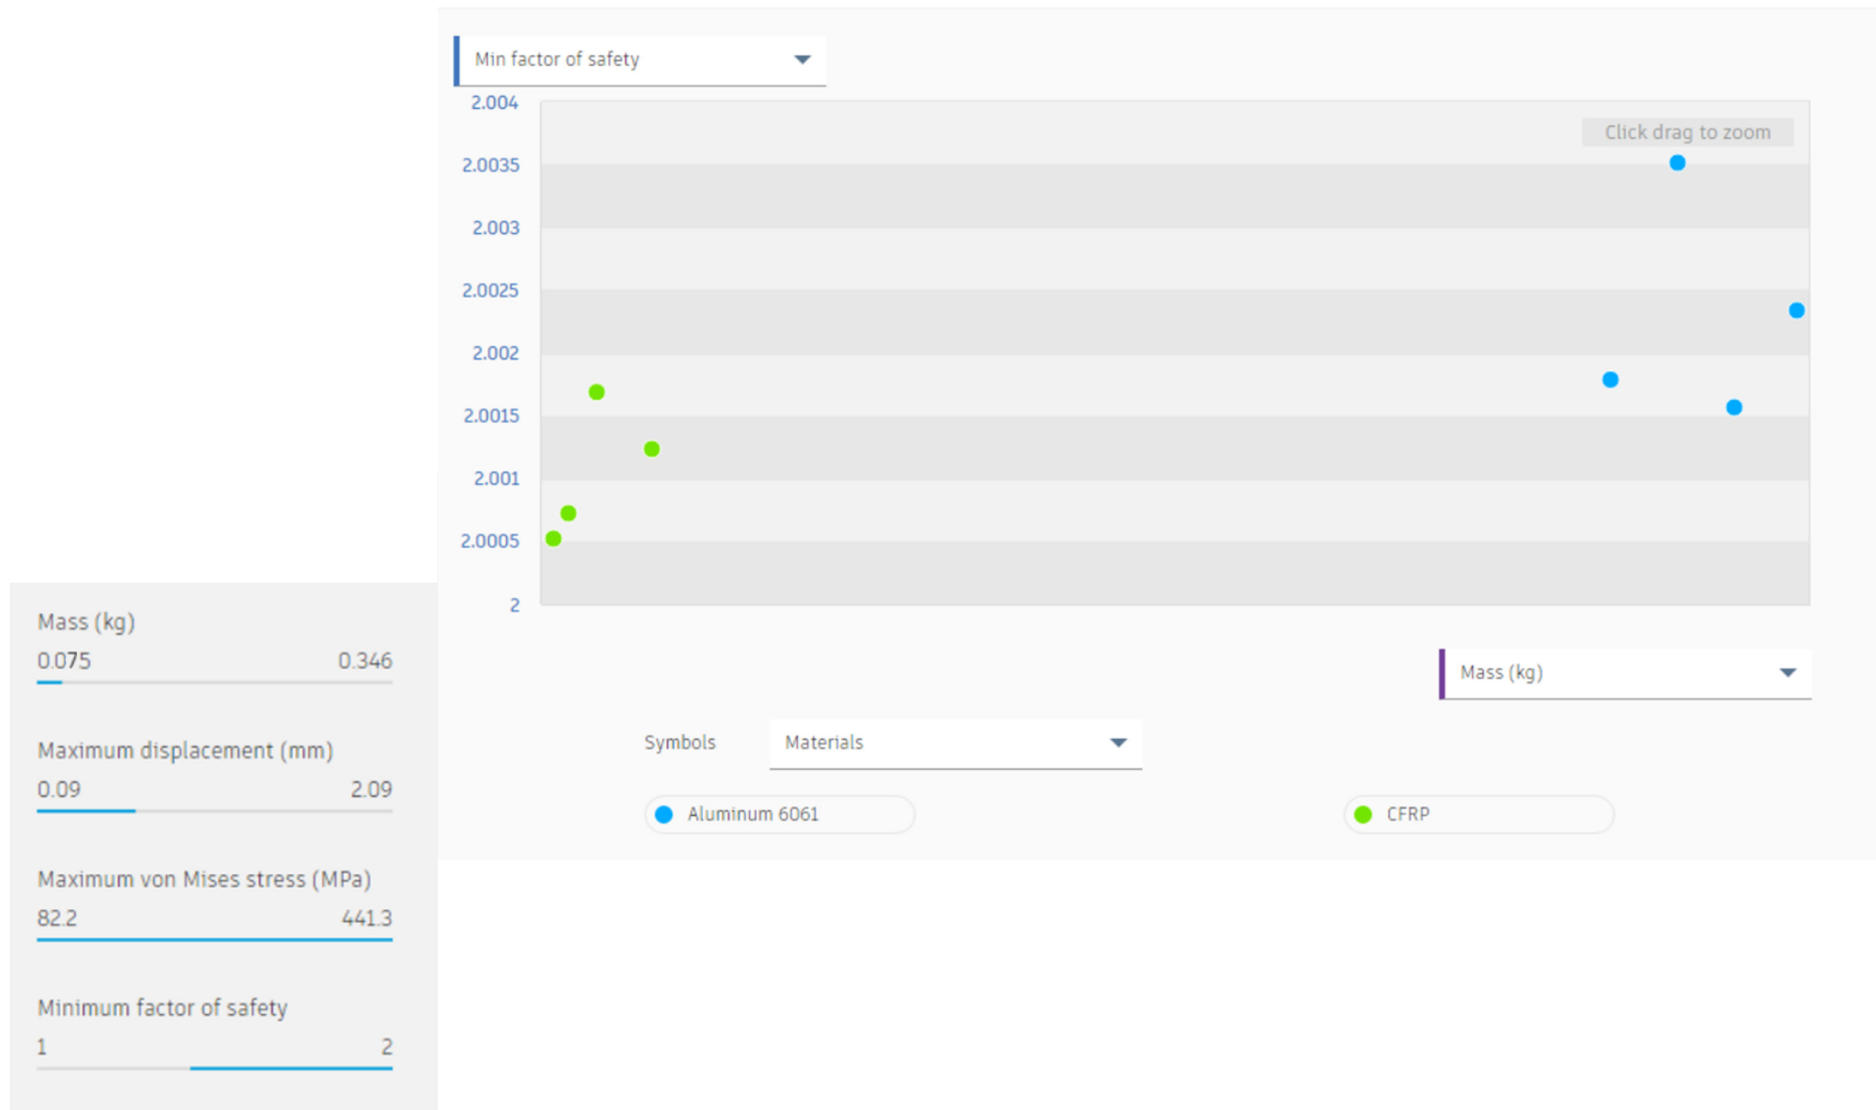 Min factor of safety
2.004
Click drag to zoom
2.0035
2.003
2.0025
2.002
2.0015
2.001
2.0005
2
Mass (kg)
Symbols Materials
Aluminum 6061 CFRP
Mass (kg)
0.075 0.346
Maximum displacement (mm)
0.09 2.09
Maximum von Mises stress (MPa)
82.2 441.3
Minimum factor of safety
1 2